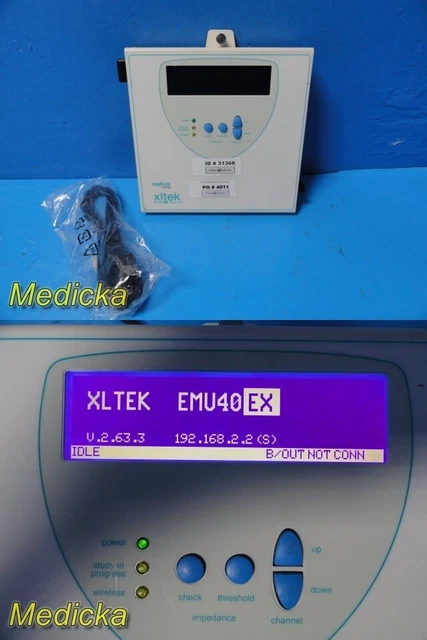 ID # 31368
PO # 4011
natus
xltek
Medicka
XLTEK EMU40EX
V.2.63.3 192.168.2.2(S)
IDLE B/OUT NOT CONN
power
study in
progress
wireless
check threshold
impedance
up
down
channel
Medicka